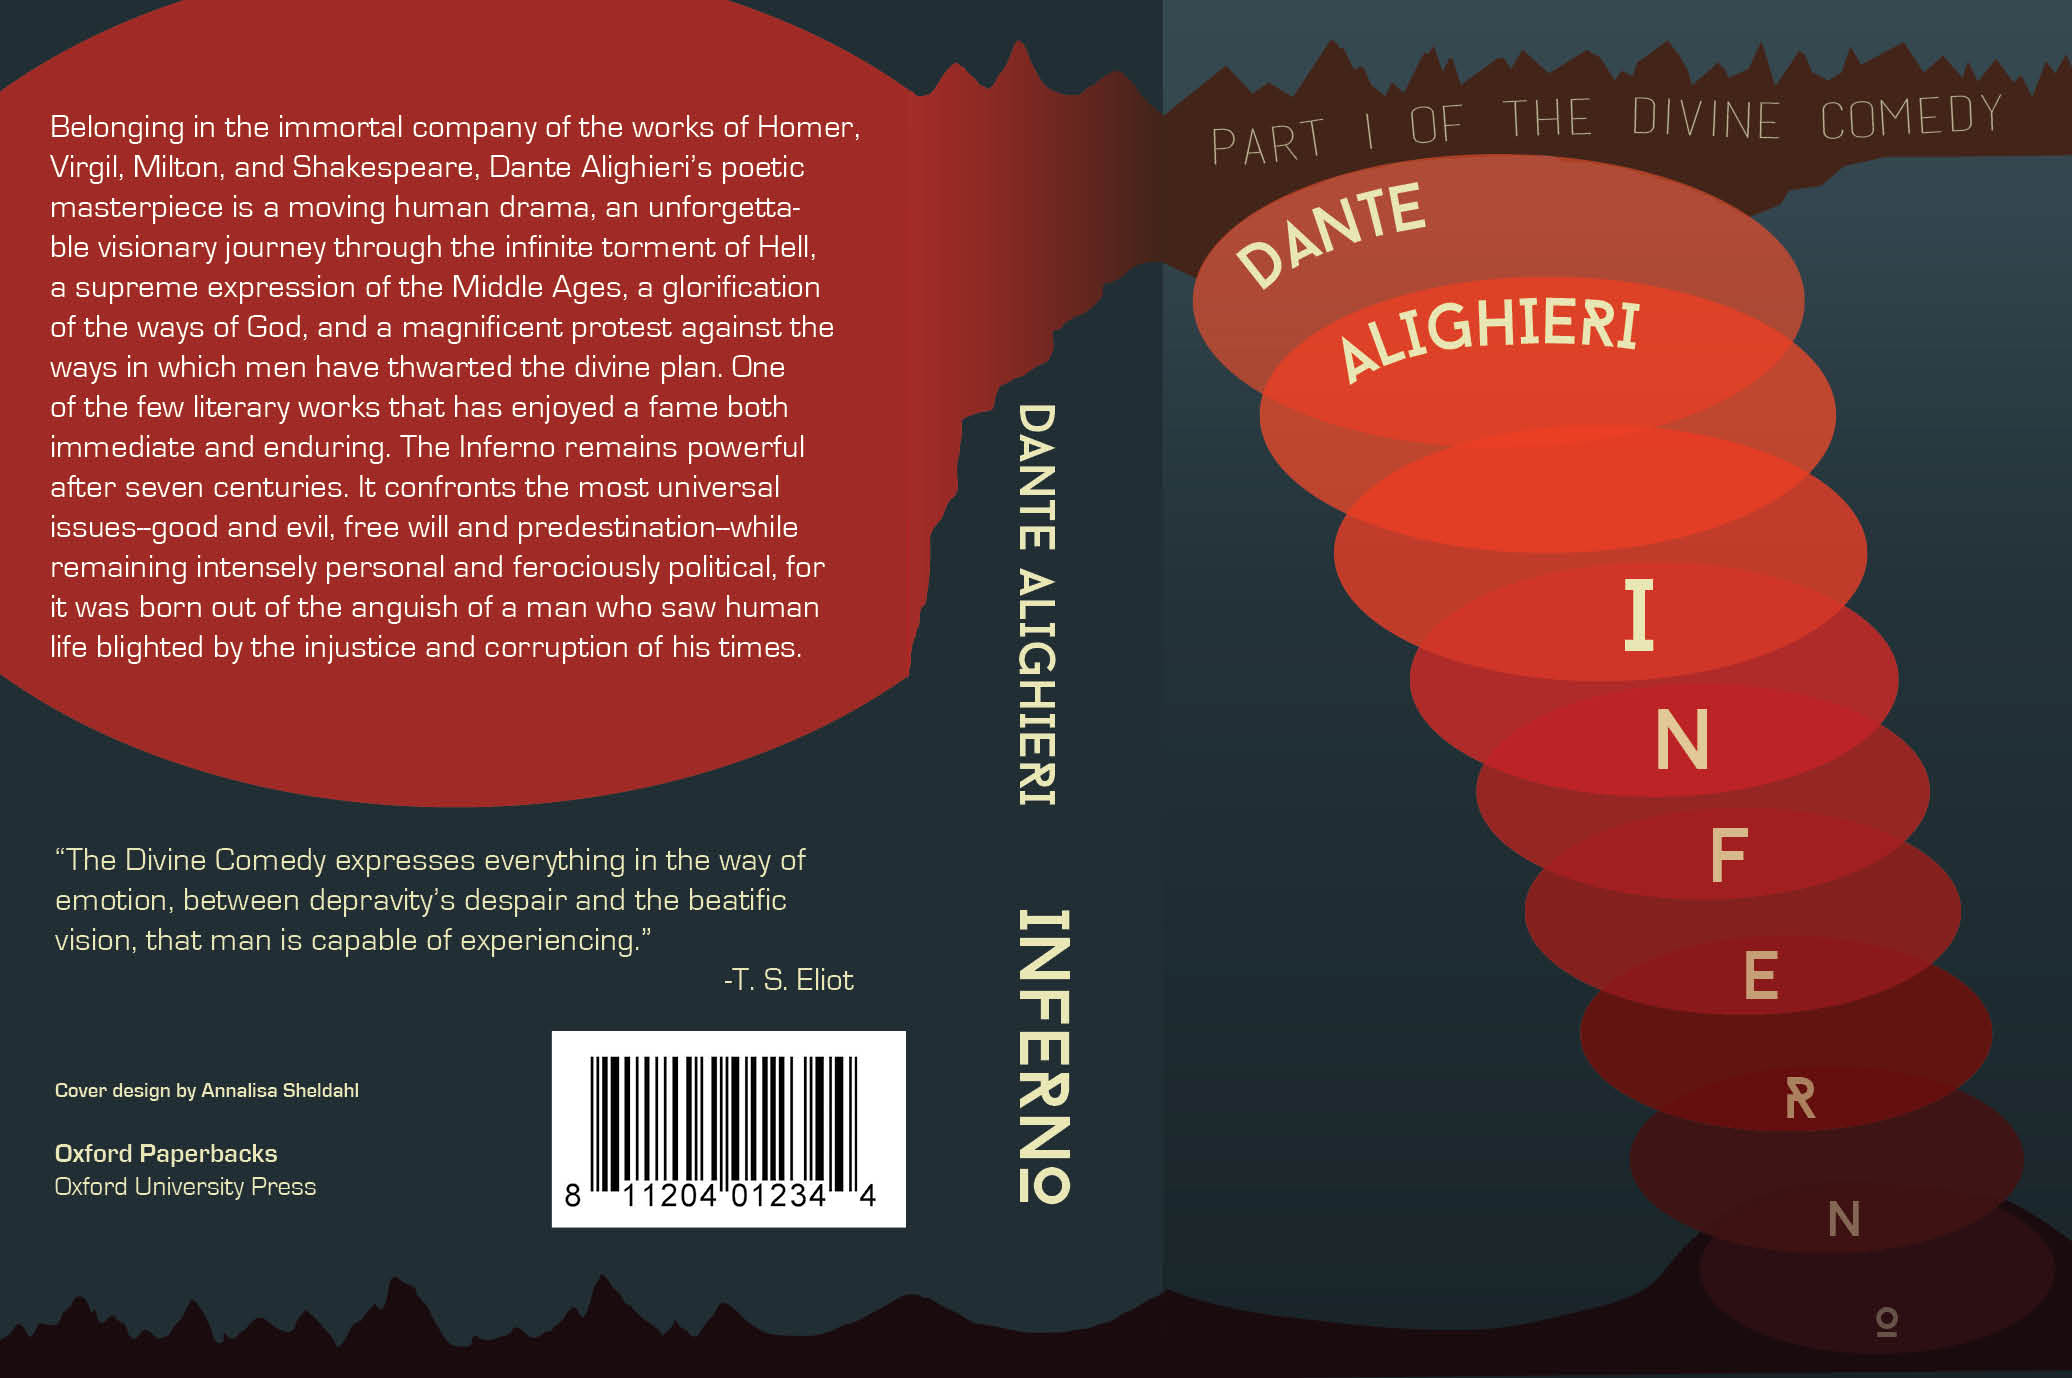 Belonging in the immortal company of the works of Homer,
Virgil, Milton, and Shakespeare, Dante Alighieri’s poetic
masterpiece is a moving human drama, an unforgetta-
ble visionary journey through the infinite torment of Hell,
a supreme expression of the Middle Ages, a glorification
of the ways of God, and a magnificent protest against the
ways in which men have thwarted the divine plan. One
of the few literary works that has enjoyed a fame both
immediate and enduring. The Inferno remains powerful
after seven centuries. It confronts the most universal
issues–good and evil, free will and predestination–while
remaining intensely personal and ferociously political, for
it was born out of the anguish of a man who saw human
life blighted by the injustice and corruption of his times.
“The Divine Comedy expresses everything in the way of
emotion, between depravity’s despair and the beatific
vision, that man is capable of experiencing.”
-T. S. Eliot
Cover design by Annalisa Sheldahl
Oxford Paperbacks
Oxford University Press
8 11204 01234 4
DANTE ALIGHIERI INFERNO
PART I OF THE DIVINE COMEDY
DANTE
ALIGHIERI
I
N
F
E
R
N
O